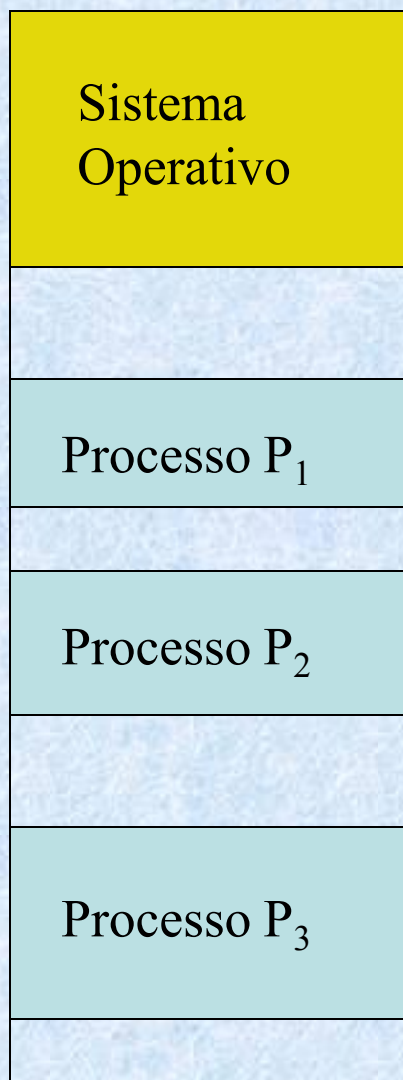 Sistema
Operativo
Processo P₁
Processo P₂
Processo P₃